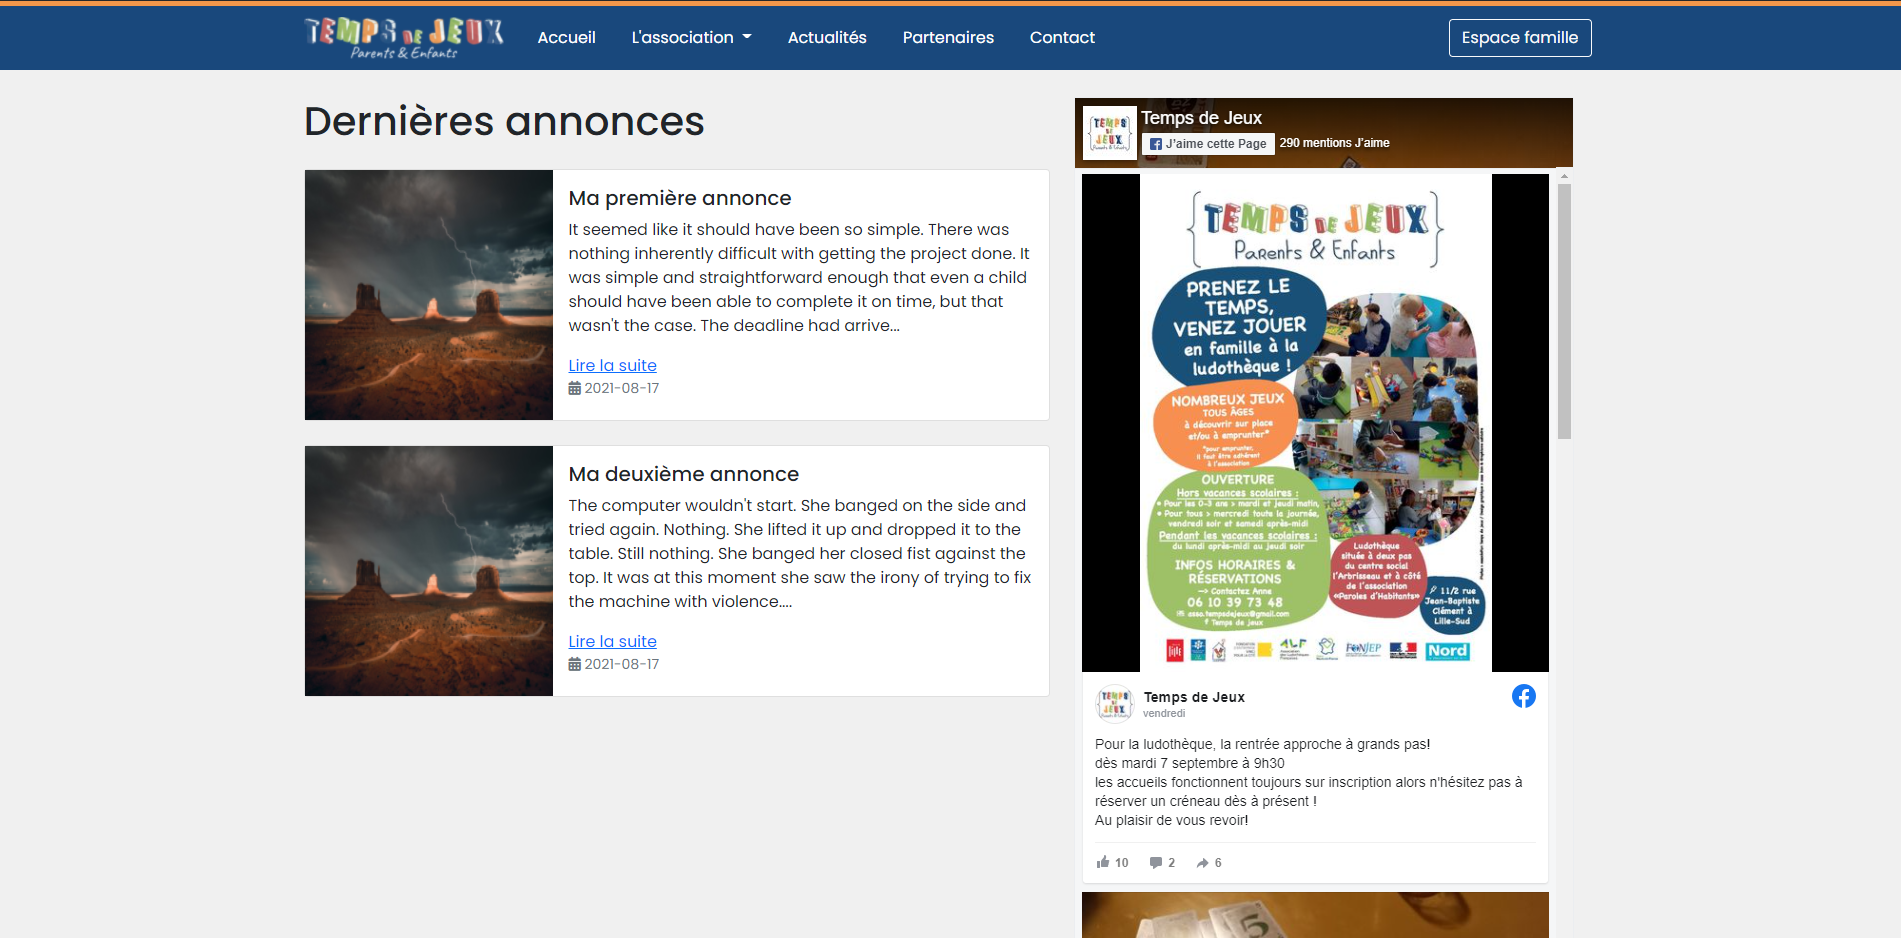 TEMPS DE JEUX
Parents & Enfants
Accueil
L'association
Actualités
Partenaires
Contact
Espace famille
Dernières annonces
Ma première annonce
It seemed like it should have been so simple. There was
nothing inherently difficult with getting the project done. It
was simple and straightforward enough that even a child
should have been able to complete it on time, but that
wasn't the case. The deadline had arrive...
Lire la suite
2021-08-17
Ma deuxième annonce
The computer wouldn't start. She banged on the side and
tried again. Nothing. She lifted it up and dropped it to the
table. Still nothing. She banged her closed fist against the
top. It was at this moment she saw the irony of trying to fix
the machine with violence....
Lire la suite
2021-08-17
TEMPS DE JEUX
Parents & Enfants
Temps de Jeux
J'aime cette Page
290 mentions J'aime
{TEMPS DE JEUX}
Parents & Enfants
PRENEZ LE
TEMPS,
VENEZ JOUER
en famille à la
ludothèque !
NOMBREUX JEUX
TOUS ÂGES
à découvrir sur place
et/ou à emprunter*
*pour emprunter,
il faut être adhérent
à l'association
OUVERTURE
Hors vacances scolaires :
• Pour les 0-3 ans > mardi et jeudi matin,
• Pour tous > mercredi toute la journée,
vendredi soir et samedi après-midi
Pendant les vacances scolaires :
du lundi après-midi au jeudi soir
INFOS HORAIRES &
RÉSERVATIONS
—> Contactez Anne
06 10 39 73 48
asso.tempsdejeux@gmail.com
f Temps de jeux
Ludothèque
située à deux pas
du centre social
l'Arbrisseau et à côté
de l'association
«Paroles d'Habitants»
11/2 rue
Jean-Baptiste
Clément à
Lille-Sud
lille
ALF
FONJEP
Nord
TEMPS DE JEUX
Parents & Enfants
Temps de Jeux
vendredi
Pour la ludothèque, la rentrée approche à grands pas!
dès mardi 7 septembre à 9h30
les accueils fonctionnent toujours sur inscription alors n'hésitez pas à
réserver un créneau dès à présent !
Au plaisir de vous revoir!
10
2
6
5